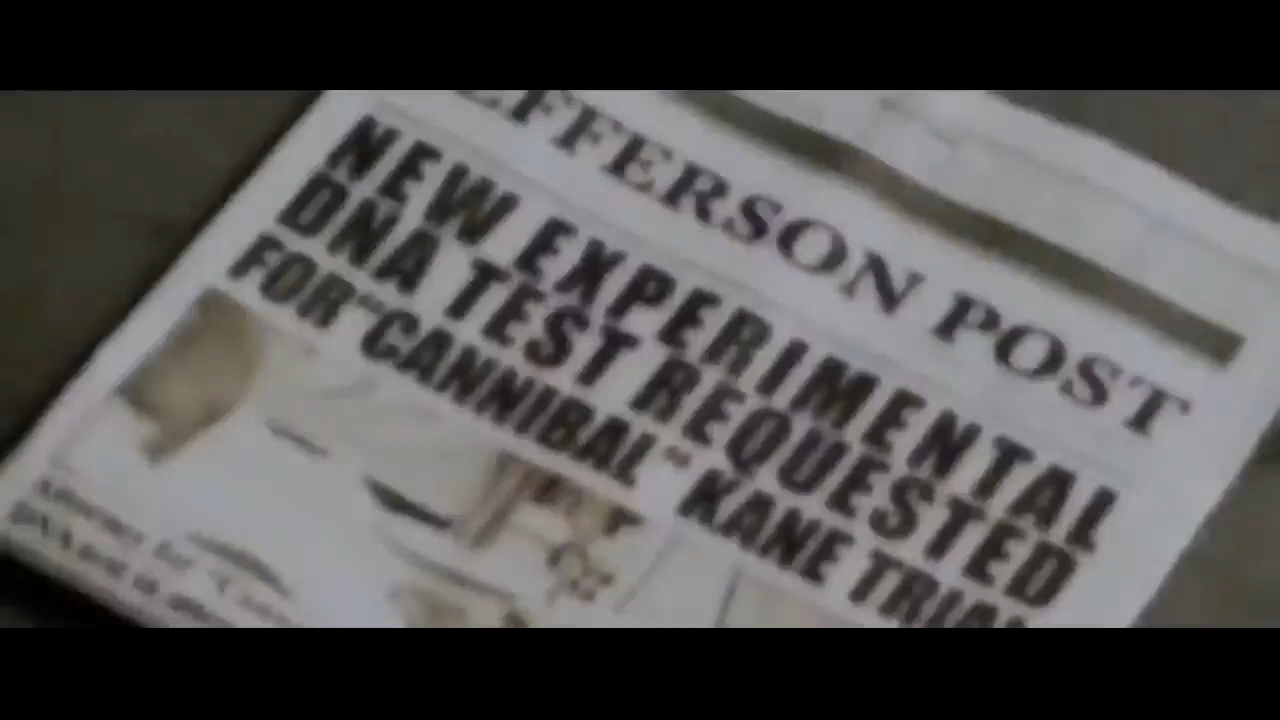 EFFERSON POST
NEW EXPERIMENTAL
DNA TEST REQUESTED
FOR "CANNIBAL" KANE TRIAL